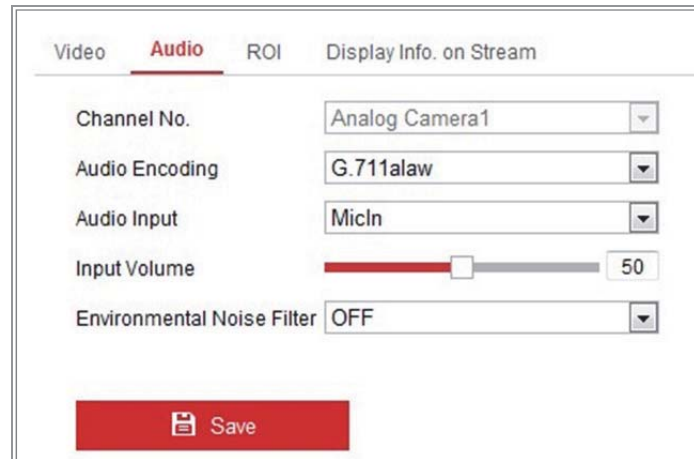 Video Audio ROI Display Info. on Stream
Channel No. Analog Camera1
Audio Encoding G.711alaw
Audio Input MicIn
Input Volume 50
Environmental Noise Filter OFF
Save